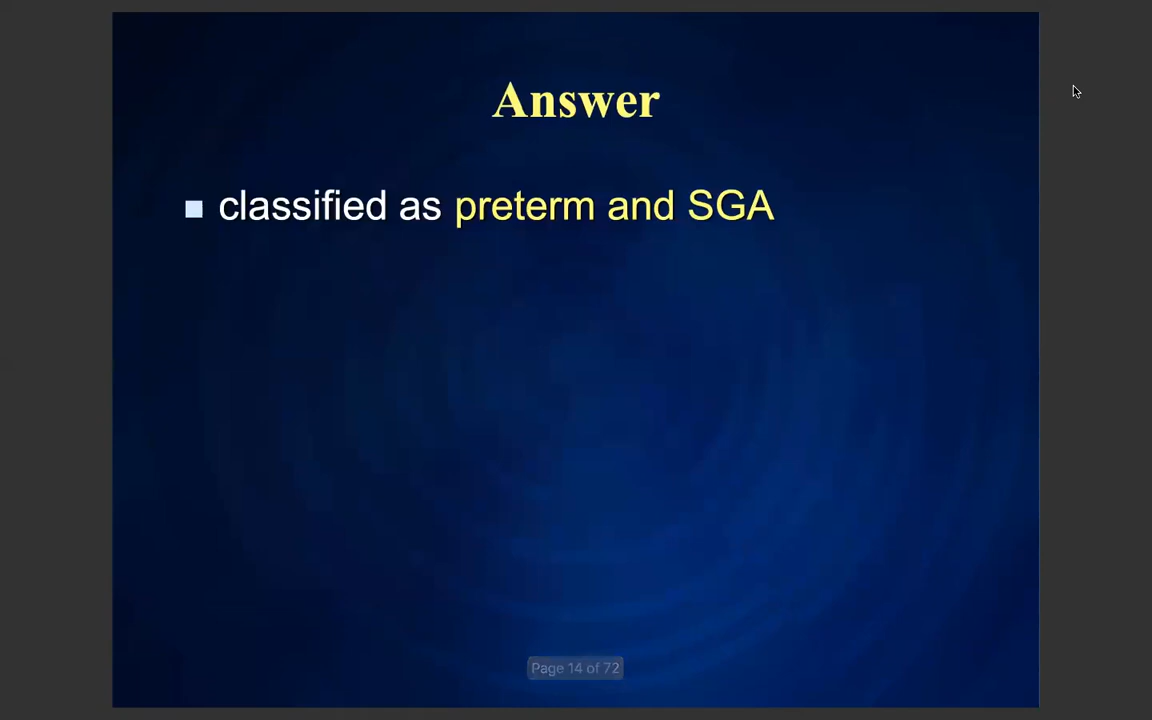 Answer
classified as preterm and SGA
Page 14 of 72